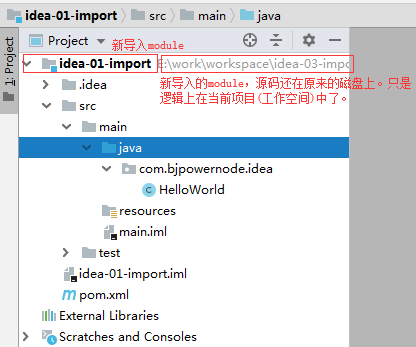 idea-01-import src main java
Project
新导入module
1: Project
idea-01-import E:\work\workspace\idea-03-impo
新导入的module，源码还在原来的磁盘上。只是
逻辑上在当前项目(工作空间)中了。
.idea
src
main
java
com.bjpowernode.idea
HelloWorld
resources
main.iml
test
idea-01-import.iml
pom.xml
External Libraries
Scratches and Consoles